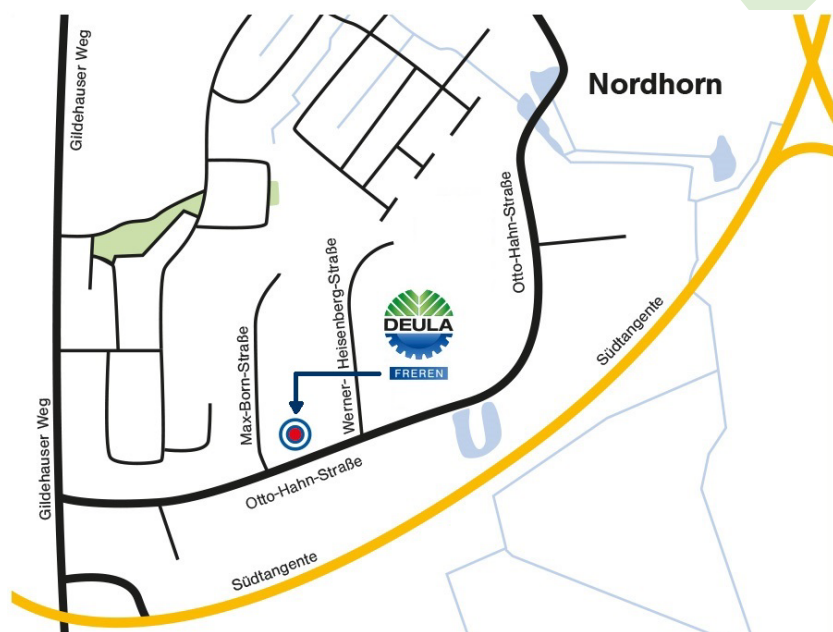 Gildehauser Weg
Nordhorn
Otto-Hahn-Straße
Werner-Heisenberg-Straße
DEULA
FREREN
Max-Born-Straße
Südtangente
Gildehauser Weg
Otto-Hahn-Straße
Südtangente